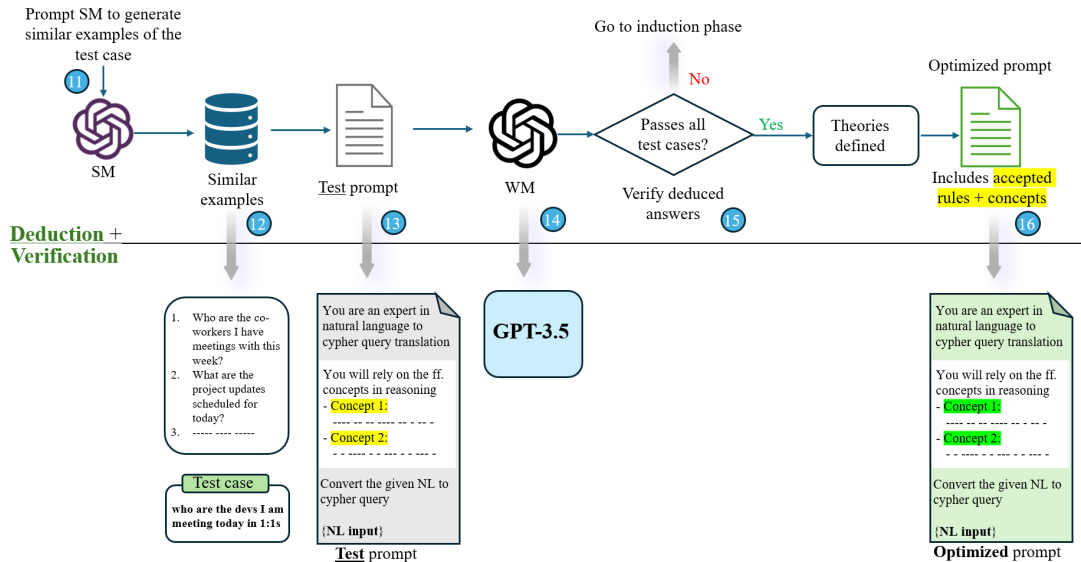 Prompt SM to generate
similar examples of the
test case
11
SM
Similar
examples
12
Test prompt
13
WM
14
Go to induction phase
No
Passes all
test cases?
Yes
Verify deduced
answers
15
Theories
defined
Optimized prompt
Includes accepted
rules + concepts
16
Deduction +
Verification
1. Who are the co-
workers I have
meetings with this
week?
2. What are the
project updates
scheduled for
today?
3. ----- ---- -----
Test case
who are the devs I am
meeting today in 1:1s
You are an expert in
natural language to
cypher query translation
You will rely on the ff.
concepts in reasoning
- Concept 1:
---- -- -- ---- -- - -- -
- Concept 2:
- - ---- - - --- - - --- -
Convert the given NL to
cypher query
{NL input}
Test prompt
GPT-3.5
You are an expert in
natural language to
cypher query translation
You will rely on the ff.
concepts in reasoning
- Concept 1:
---- -- -- ---- -- - -- -
- Concept 2:
- - ---- - - --- - - --- -
Convert the given NL to
cypher query
{NL input}
Optimized prompt